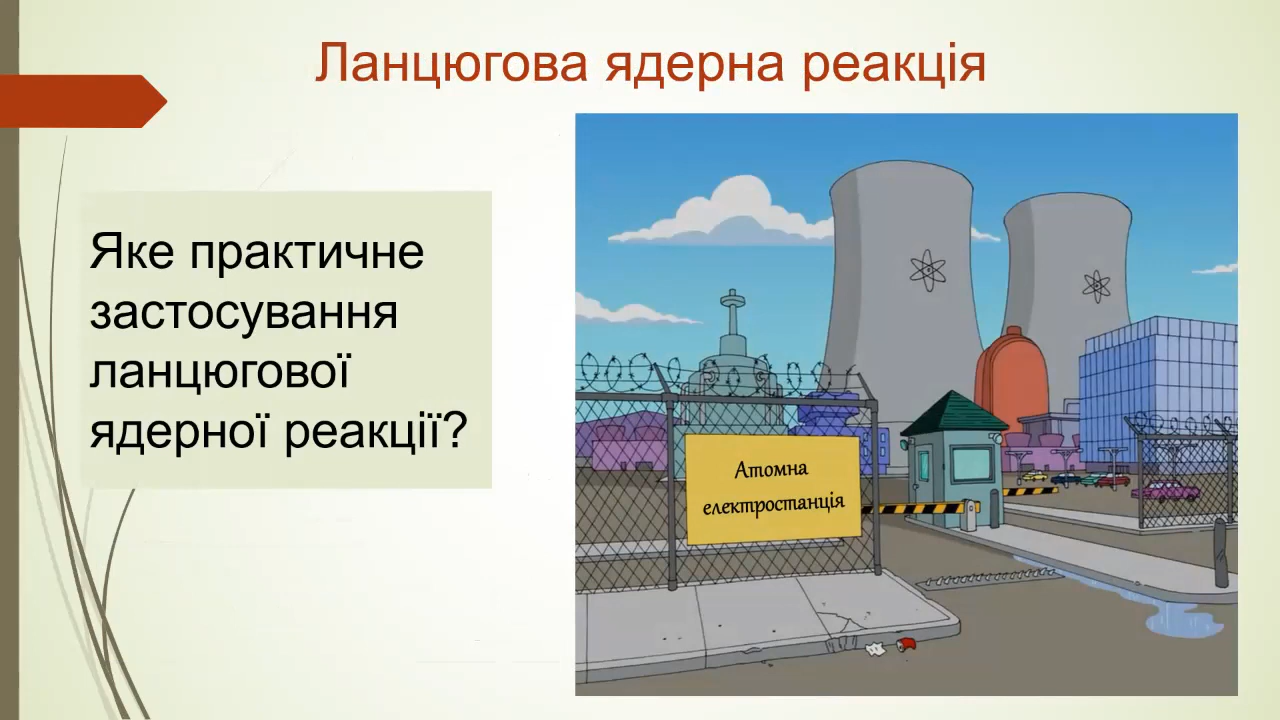 Ланцюгова ядерна реакція
Яке практичне
застосування
ланцюгової
ядерної реакції?
Атомна
електростанція